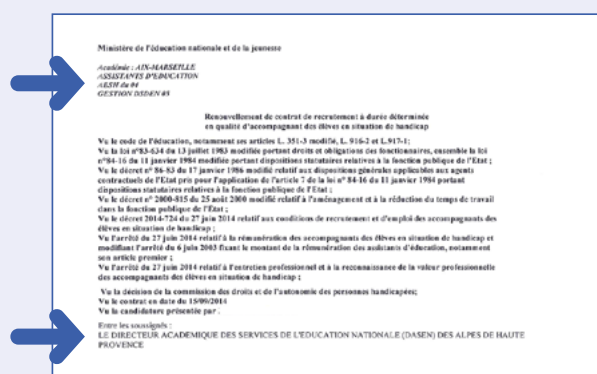 Ministère de l'éducation nationale et de la jeunesse
Académie : AIX-MARSEILLE
ASSISTANTS D'EDUCATION
AESH du 04
GESTION DSDEN 05
Renouvellement de contrat de recrutement à durée déterminée
en qualité d'accompagnant des élèves en situation de handicap
Vu le code de l'éducation, notamment ses articles L. 351-3 modifié, L. 916-2 et L.917-1;
Vu la loi n°83-634 du 13 juillet 1983 modifiée portant droits et obligations des fonctionnaires, ensemble la loi
n°84-16 du 11 janvier 1984 modifiée portant dispositions statutaires relatives à la fonction publique de l'Etat ;
Vu le décret n° 86-83 du 17 janvier 1986 modifié relatif aux dispositions générales applicables aux agents
contractuels de l'Etat pris pour l'application de l'article 7 de la loi n° 84-16 du 11 janvier 1984 portant
dispositions statutaires relatives à la fonction publique de l'Etat ;
Vu le décret n° 2000-815 du 25 août 2000 modifié relatif à l'aménagement et à la réduction du temps de travail
dans la fonction publique de l'Etat ;
Vu le décret 2014-724 du 27 juin 2014 relatif aux conditions de recrutement et d'emploi des accompagnants des
élèves en situation de handicap ;
Vu l'arrêté du 27 juin 2014 relatif à la rémunération des accompagnants des élèves en situation de handicap et
modifiant l'arrêté du 6 juin 2003 fixant le montant de la rémunération des assistants d'éducation, notamment
son article premier ;
Vu l'arrêté du 27 juin 2014 relatif à l'entretien professionnel et à la reconnaissance de la valeur professionnelle
des accompagnants des élèves en situation de handicap ;
Vu la décision de la commission des droits et de l'autonomie des personnes handicapées;
Vu le contrat en date du 15/09/2014
Vu la candidature présentée par .
Entre les soussignés :
LE DIRECTEUR ACADEMIQUE DES SERVICES DE L'EDUCATION NATIONALE (DASEN) DES ALPES DE HAUTE
PROVENCE